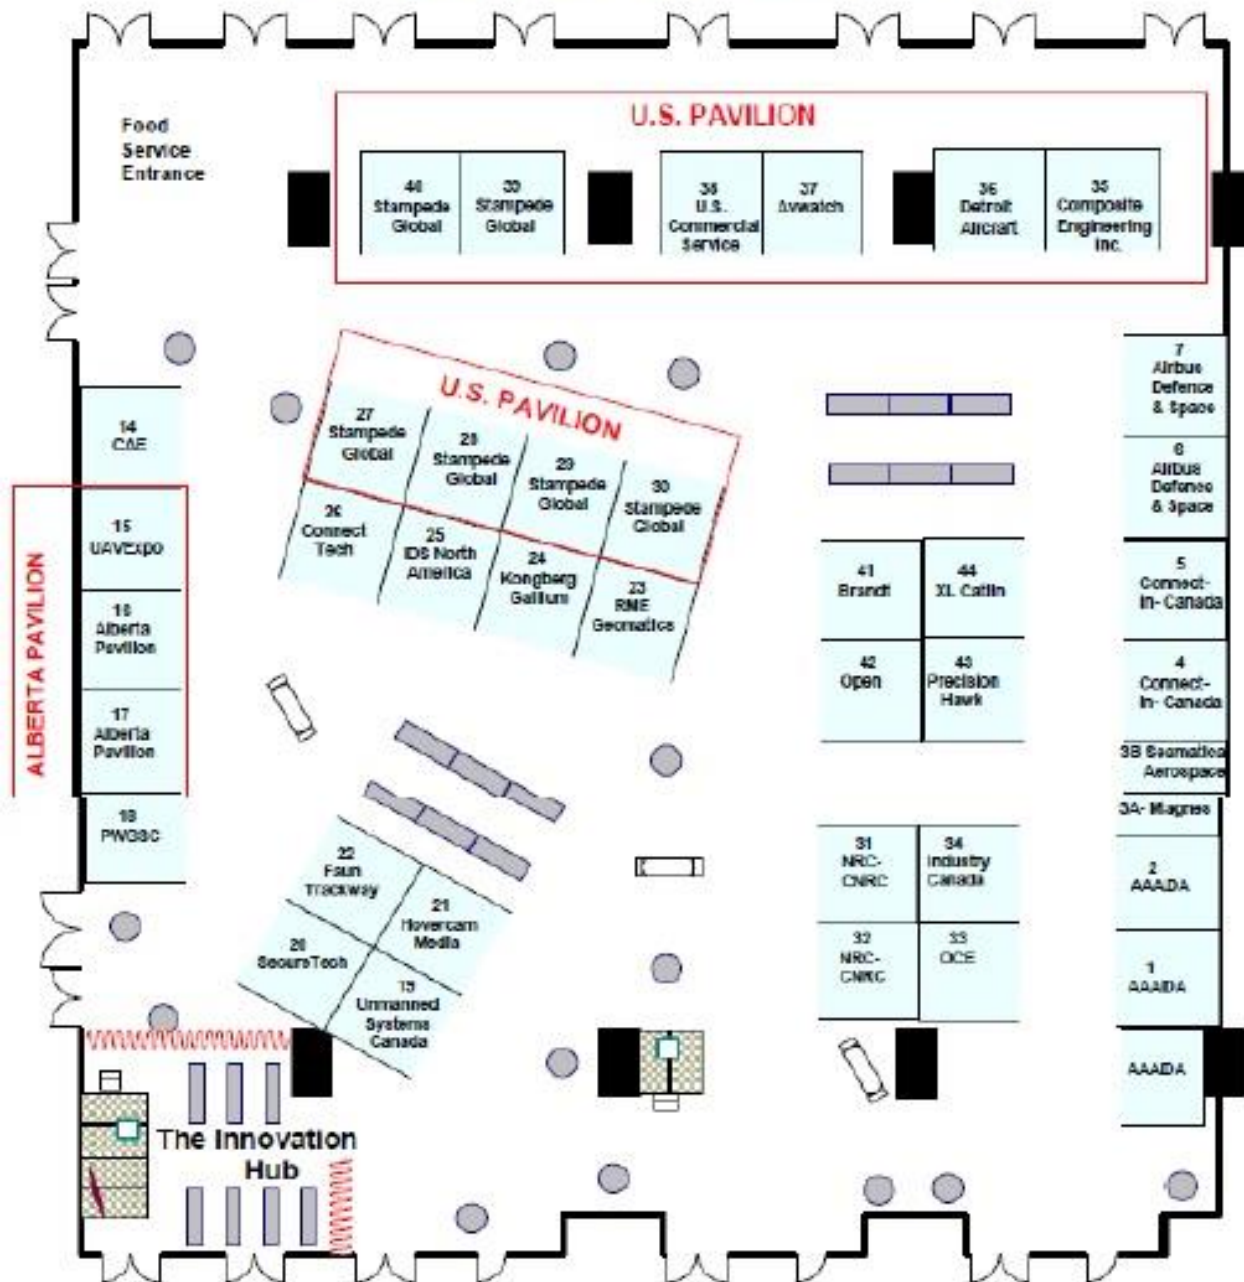 Food
Service
Entrance
U.S. PAVILION
40
Stampede
Global
39
Stampede
Global
38
U.S.
Commercial
Service
37
Avwatch
36
Detroit
Aircraft
35
Composite
Engineering
Inc.
U.S. PAVILION
27
Stampede
Global
28
Stampede
Global
29
Stampede
Global
30
Stampede
Global
26
Connect
Tech
25
IDS North
America
24
Kongberg
Gallium
23
RME
Geomatics
14
CAE
ALBERTA PAVILION
15
UAVExpo
16
Alberta
Pavilion
17
Alberta
Pavilion
18
PWGSC
7
Airbus
Defence
& Space
6
Airbus
Defence
& Space
5
Connect-
In- Canada
4
Connect-
In- Canada
3B Seomatica
Aerospace
3A- Magnes
2
AAAIDA
1
AAAIDA
AAAIDA
41
Brandt
44
XL Catlin
42
Open
43
Precision
Hawk
31
NRC-
CNRC
34
Industry
Canada
32
NRC-
CNRC
33
OCE
22
Faun
Trackway
21
Hovercam
Media
20
SecureTech
19
Unmanned
Systems
Canada
The Innovation
Hub